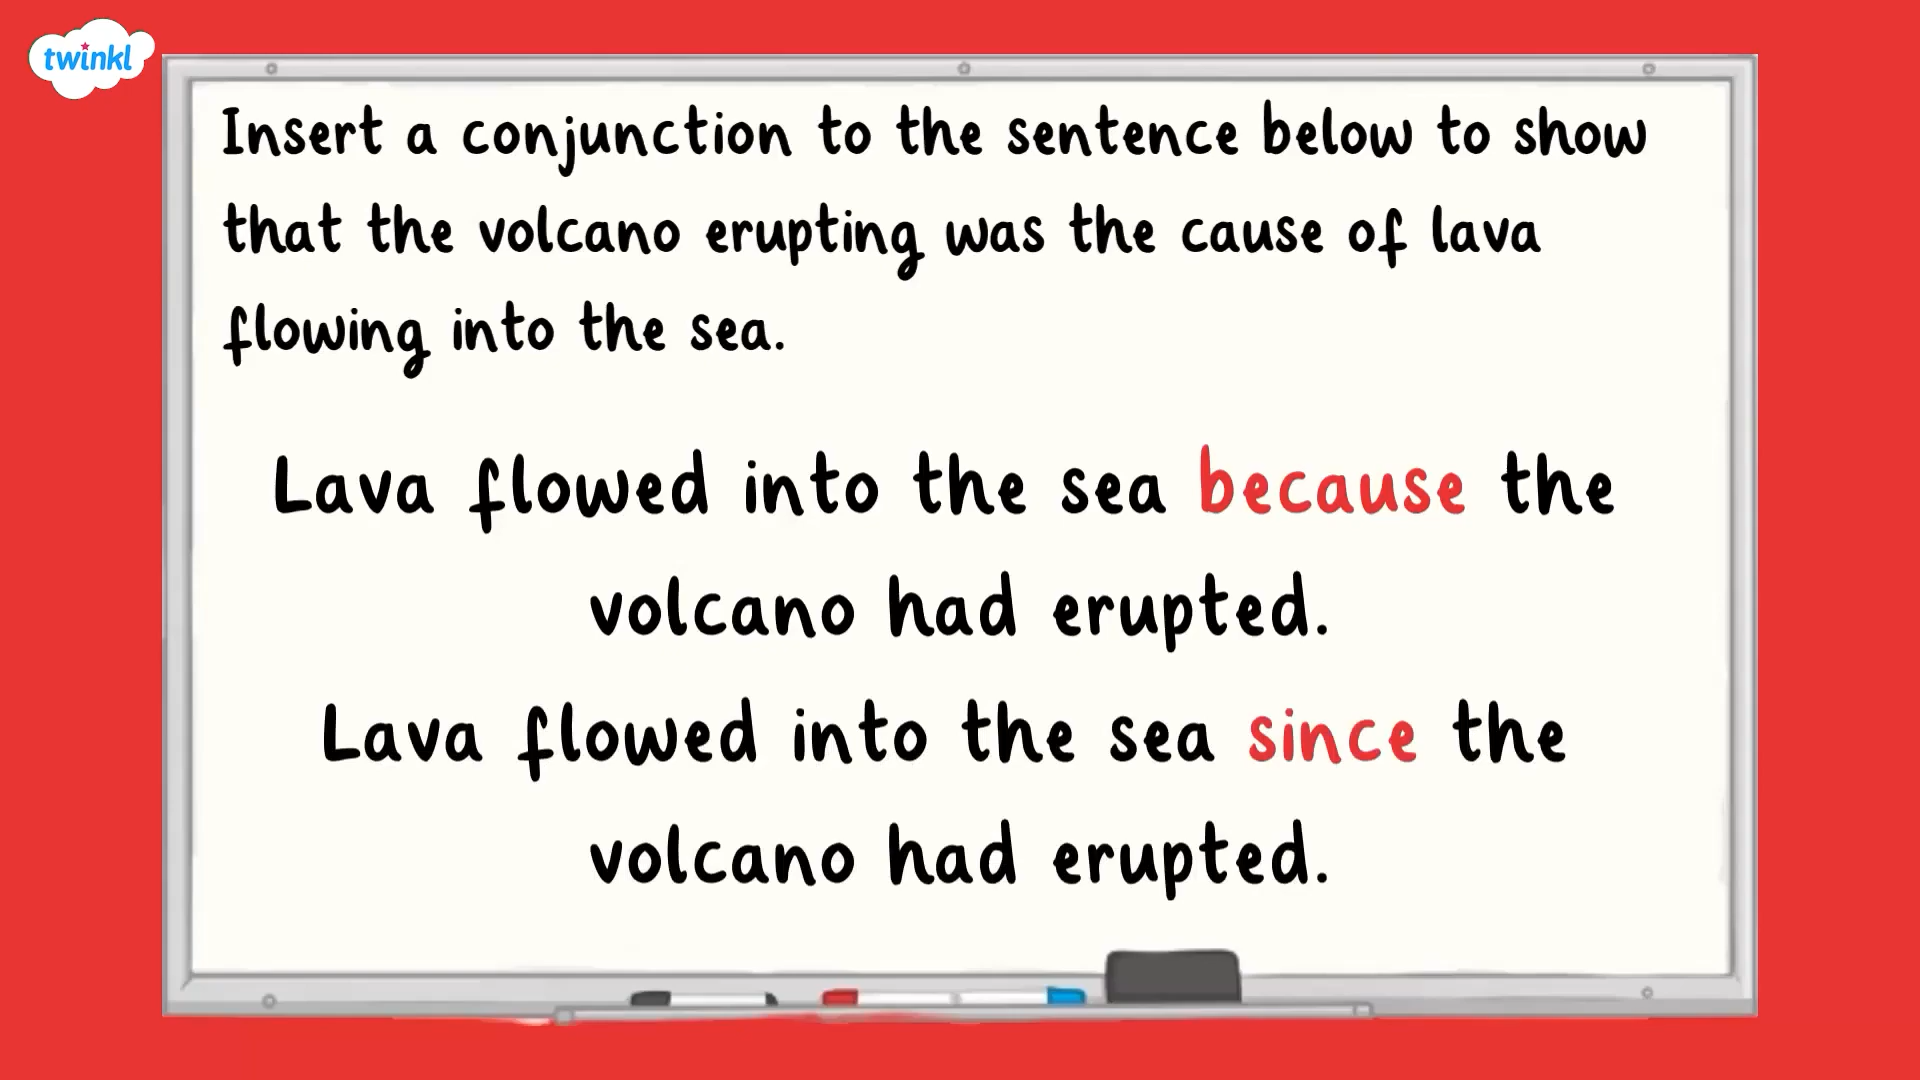 twinkl
Insert a conjunction to the sentence below to show
that the volcano erupting was the cause of lava
flowing into the sea.
Lava flowed into the sea because the
volcano had erupted.
Lava flowed into the sea since the
volcano had erupted.